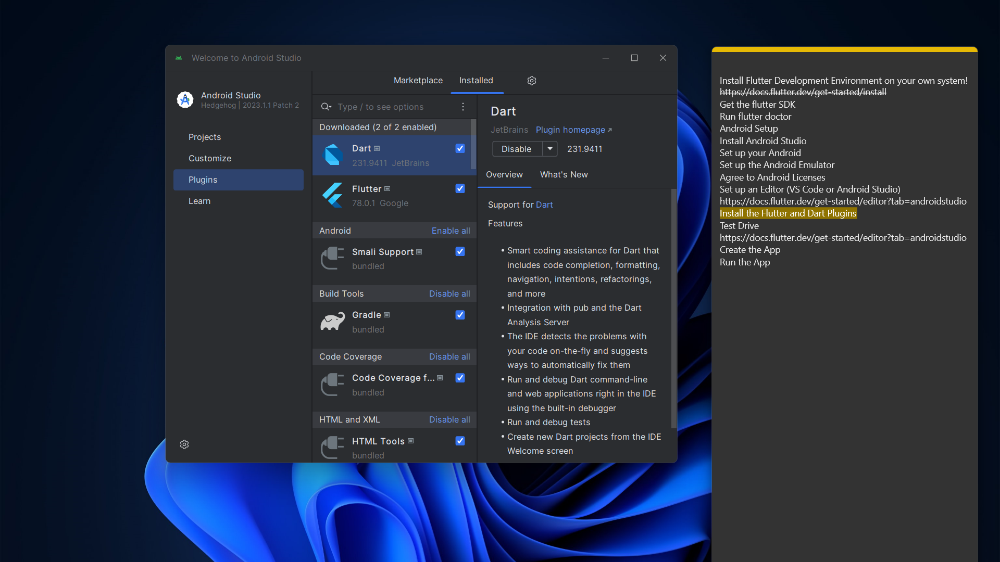 Welcome to Android Studio
Android Studio
Hedgehog | 2023.1.1 Patch 2
Projects
Customize
Plugins
Learn
Marketplace
Installed
Type / to see options
Downloaded (2 of 2 enabled)
Dart
231.9411 JetBrains
Flutter
78.0.1 Google
Android
Enable all
Smali Support
bundled
Build Tools
Disable all
Gradle
bundled
Code Coverage
Disable all
Code Coverage f...
bundled
HTML and XML
Disable all
HTML Tools
bundled
Dart
JetBrains
Plugin homepage ↗
Disable
231.9411
Overview
What's New
Support for Dart
Features
• Smart coding assistance for Dart that
includes code completion, formatting,
navigation, intentions, refactorings,
and more
• Integration with pub and the Dart
Analysis Server
• The IDE detects the problems with
your code on-the-fly and suggests
ways to automatically fix them
• Run and debug Dart command-line
and web applications right in the IDE
using the built-in debugger
• Run and debug tests
• Create new Dart projects from the IDE
Welcome screen
Install Flutter Development Environment on your own system!
https://docs.flutter.dev/get-started/install
Get the flutter SDK
Run flutter doctor
Android Setup
Install Android Studio
Set up your Android
Set up the Android Emulator
Agree to Android Licenses
Set up an Editor (VS Code or Android Studio)
https://docs.flutter.dev/get-started/editor?tab=androidstudio
Install the Flutter and Dart Plugins
Test Drive
https://docs.flutter.dev/get-started/editor?tab=androidstudio
Create the App
Run the App